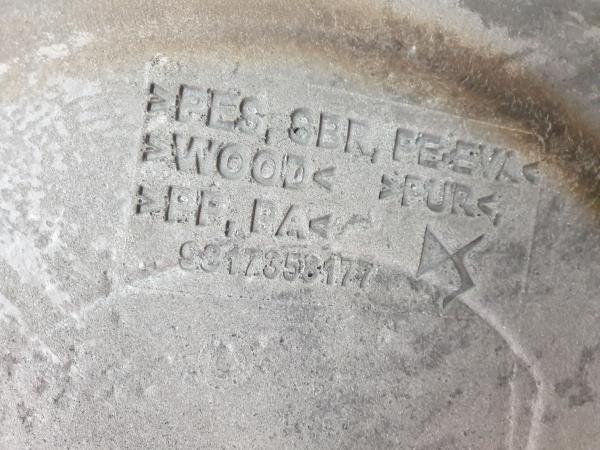 >PES, SBR, PE-EVA<
>WOOD< >PUR<
>PP, PA<
9817358177